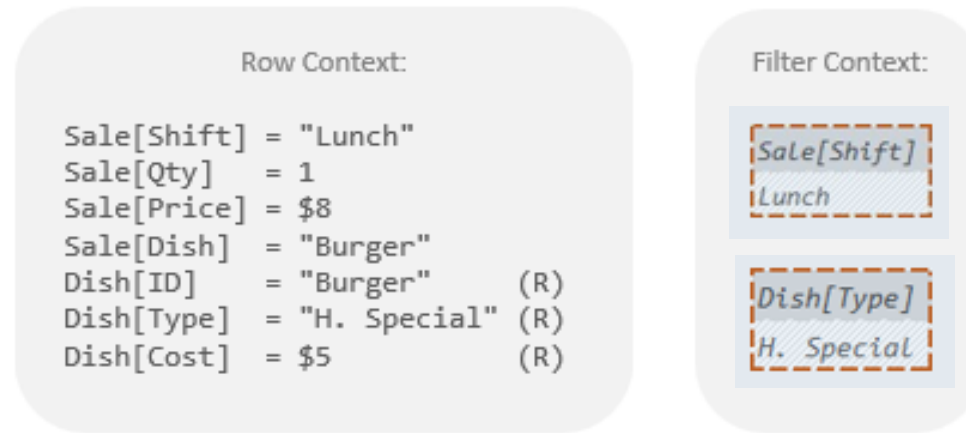 Row Context:
Sale[Shift] = "Lunch"
Sale[Qty]   = 1
Sale[Price] = $8
Sale[Dish]  = "Burger"
Dish[ID]    = "Burger"     (R)
Dish[Type]  = "H. Special" (R)
Dish[Cost]  = $5           (R)
Filter Context:
Sale[Shift]
Lunch
Dish[Type]
H. Special